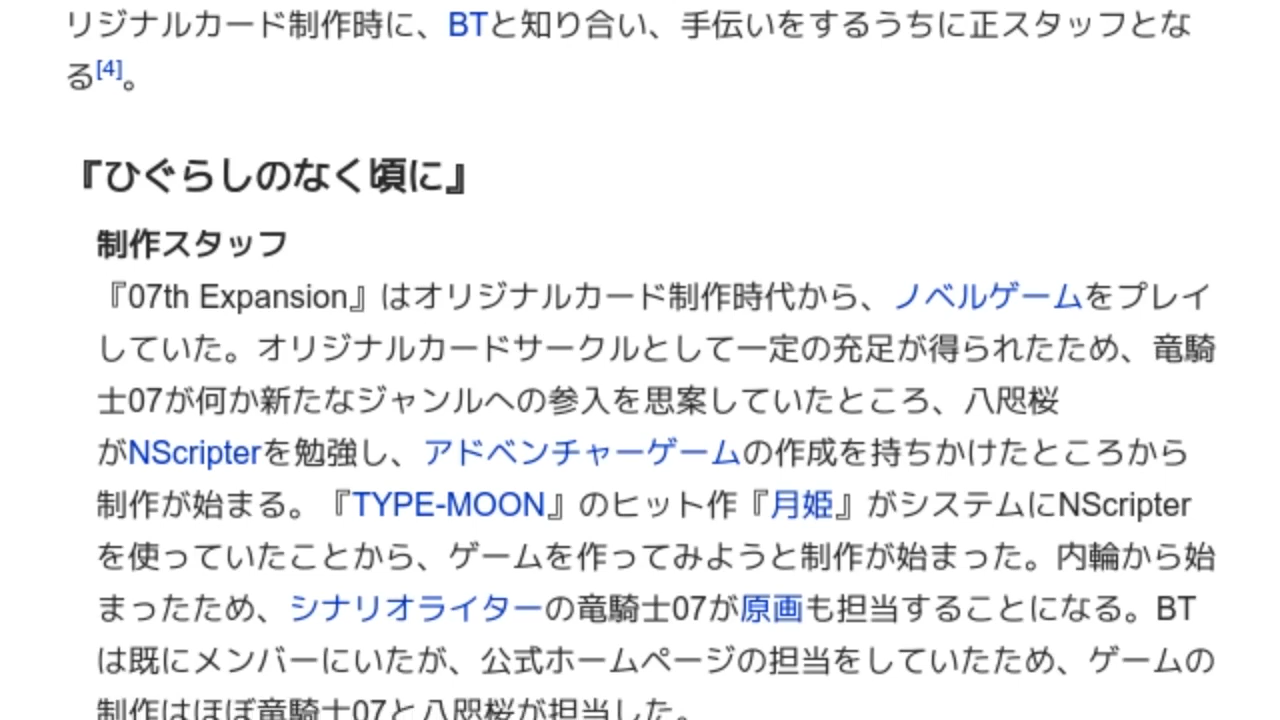 リジナルカード制作時に、BTと知り合い、手伝いをするうちに正スタッフとな
る[4]。
『ひぐらしのなく頃に』
制作スタッフ
『07th Expansion』はオリジナルカード制作時代から、ノベルゲームをプレイ
していた。オリジナルカードサークルとして一定の充足が得られたため、竜騎
士07が何か新たなジャンルへの参入を思案していたところ、八咫桜
がNScripterを勉強し、アドベンチャーゲームの作成を持ちかけたところから
制作が始まる。『TYPE-MOON』のヒット作『月姫』がシステムにNScripter
を使っていたことから、ゲームを作ってみようと制作が始まった。内輪から始
まったため、シナリオライターの竜騎士07が原画も担当することになる。BT
は既にメンバーにいたが、公式ホームページの担当をしていたため、ゲームの
制作はほぼ竜騎士07と八咫桜が担当した。